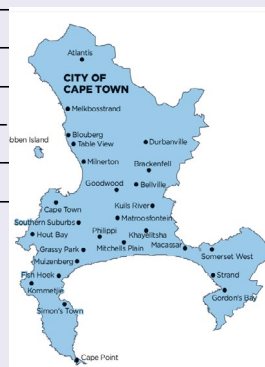 Atlantis
CITY OF
CAPE TOWN
Melkbosstrand
Blouberg
Table View
bben Island
Durbanville
Milnerton
Brackenfell
Goodwood
Bellville
Cape Town
Kuils River
Southern Suburbs
Matroosfontein
Hout Bay
Philippi
Khayelitsha
Grassy Park
Mitchells Plain
Macassar
Muizenberg
Somerset West
Fish Hook
Strand
Kommetjie
Gordon's Bay
Simon's Town
Cape Point